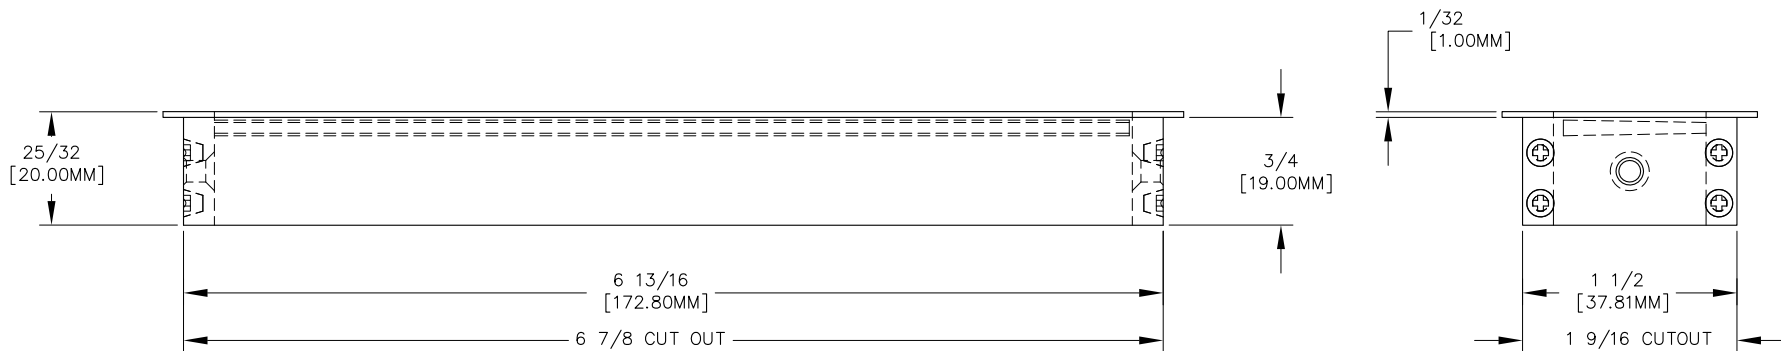 1/32
[1.00MM]
25/32
[20.00MM]
3/4
[19.00MM]
6 13/16
[172.80MM]
6 7/8 CUT OUT
1 1/2
[37.81MM]
1 9/16 CUTOUT